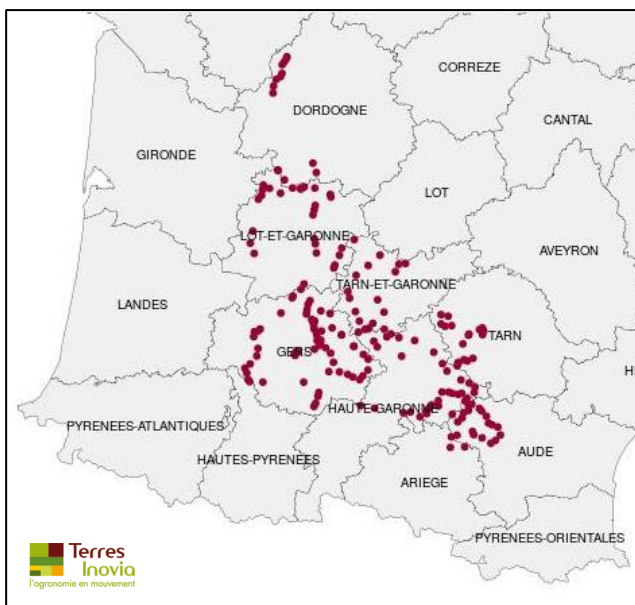 CORREZE
DORDOGNE
CANTAL
GIRONDE
LOT
LOT-ET-GARONNE
AVEYRON
TARN-ET-GARONNE
LANDES
TARN
GERS
H
HAUTE-GARONNE
PYRENEES-ATLANTIQUES
AUDE
HAUTES-PYRENEES
ARIEGE
PYRENEES-ORIENTALES
Terres
Inovia
l'agronomie en mouvement